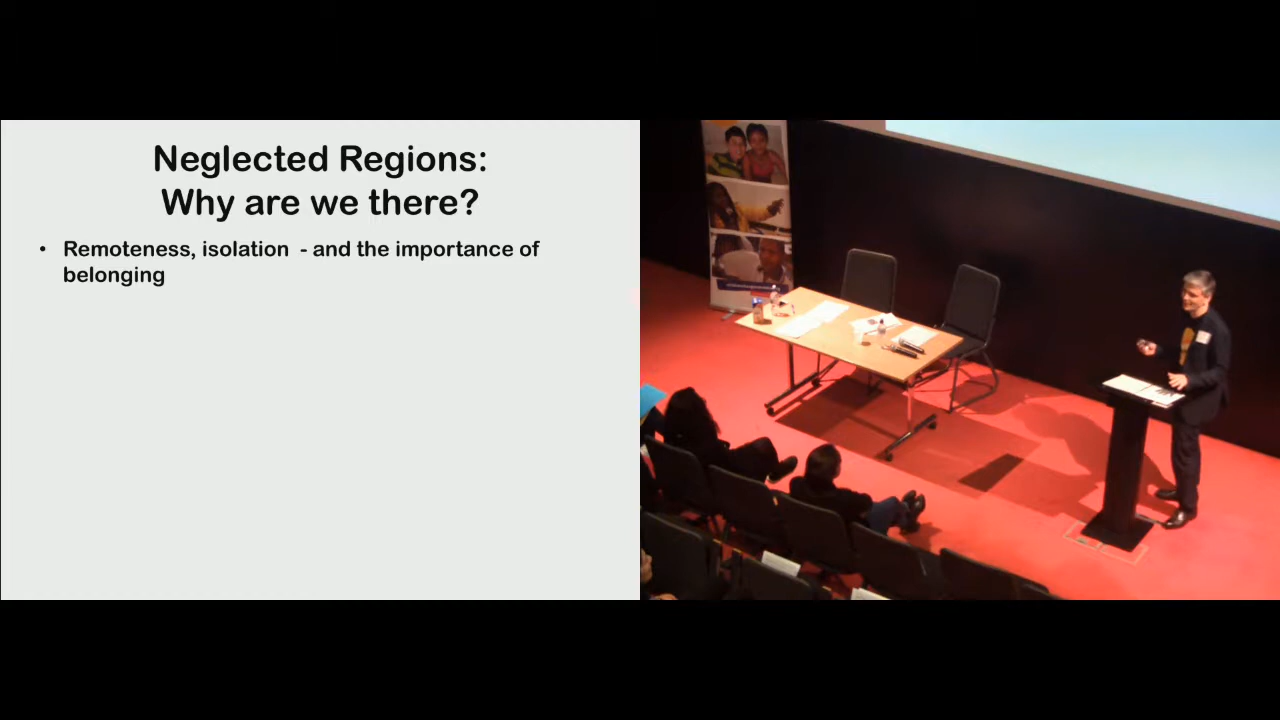 Neglected Regions:
Why are we there?
• Remoteness, isolation - and the importance of
belonging